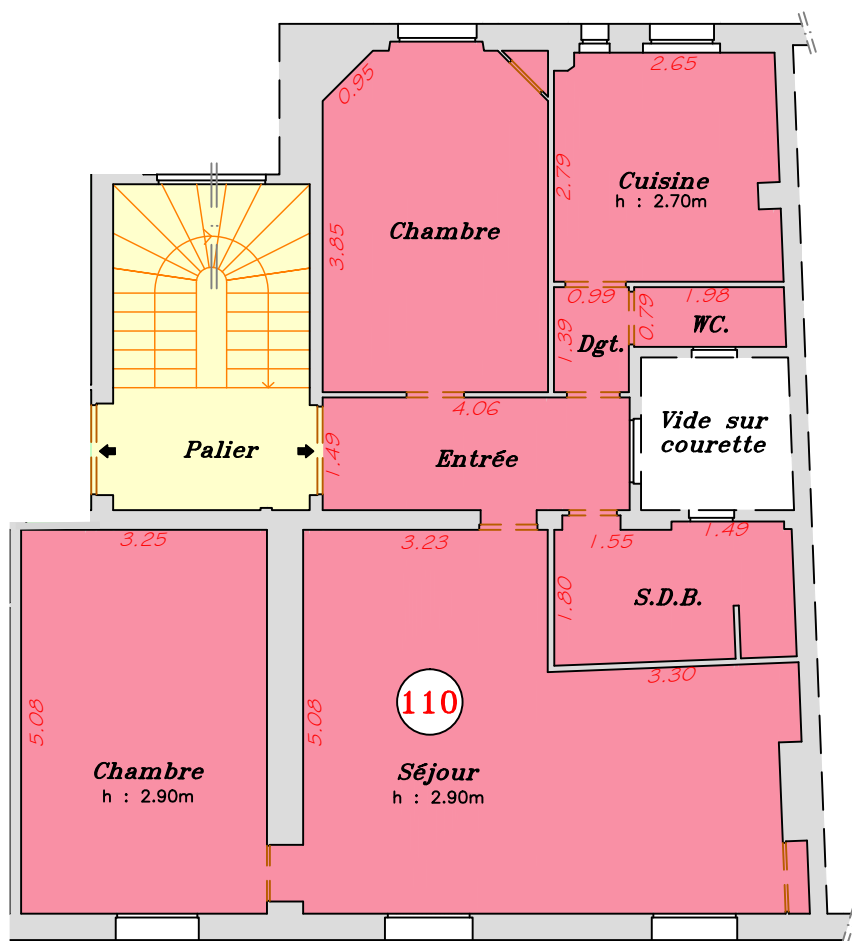 2.65
0.95
2.79
Cuisine
h : 2.70m
Chambre
3.85
0.99
1.98
0.79
WC.
1.39
Dgt.
4.06
Vide sur
courette
Palier
1.49
Entrée
3.25
3.23
1.55
1.49
1.80
S.D.B.
3.30
110
5.08
5.08
Chambre
h : 2.90m
Séjour
h : 2.90m